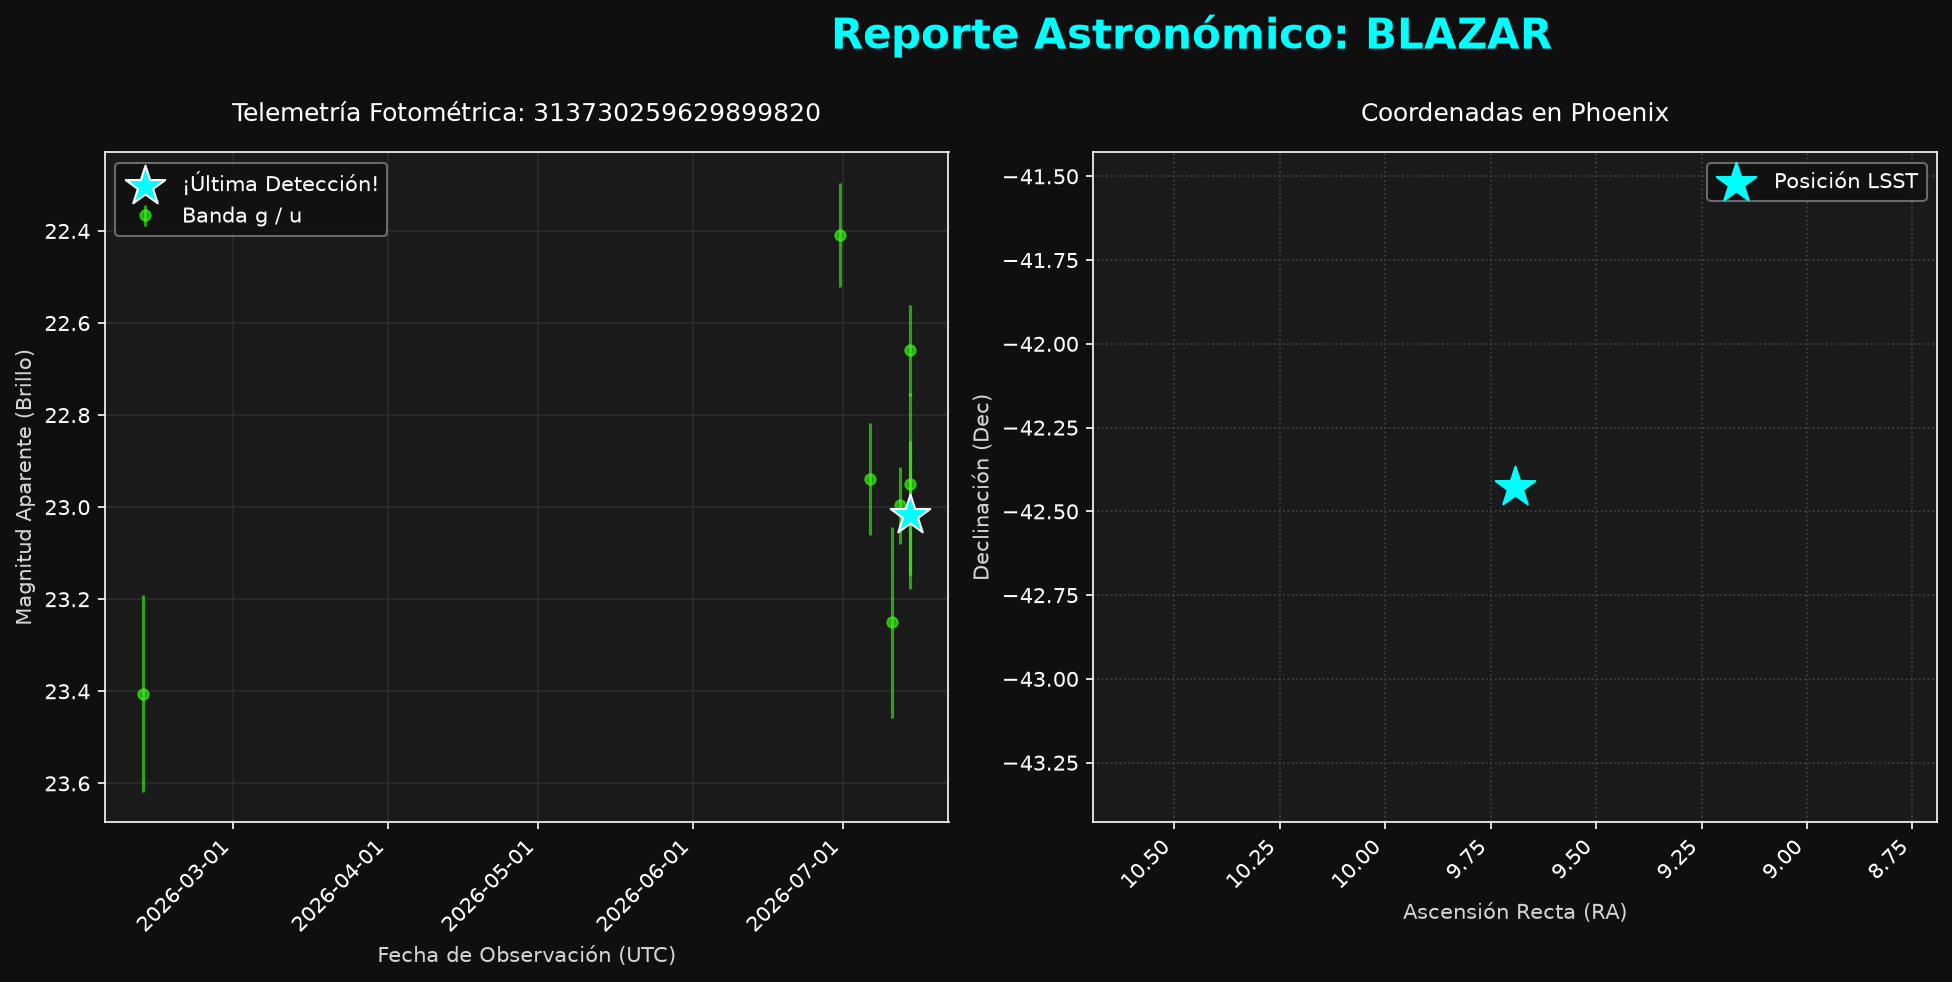 Reporte Astronómico: BLAZAR
Telemetría Fotométrica: 313730259629899820
¡Última Detección!
Banda g / u
Magnitud Aparente (Brillo)
22.4
22.6
22.8
23.0
23.2
23.4
23.6
2026-03-01
2026-04-01
2026-05-01
2026-06-01
2026-07-01
Fecha de Observación (UTC)
Coordenadas en Phoenix
Posición LSST
Declinación (Dec)
−41.50
−41.75
−42.00
−42.25
−42.50
−42.75
−43.00
−43.25
10.50
10.25
10.00
9.75
9.50
9.25
9.00
8.75
Ascensión Recta (RA)